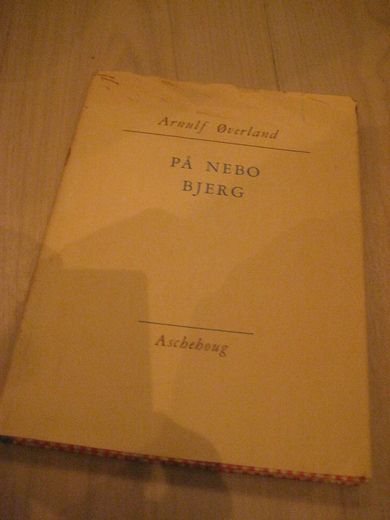 Arnulf Øverland
PÅ NEBO
BJERG
Aschehoug